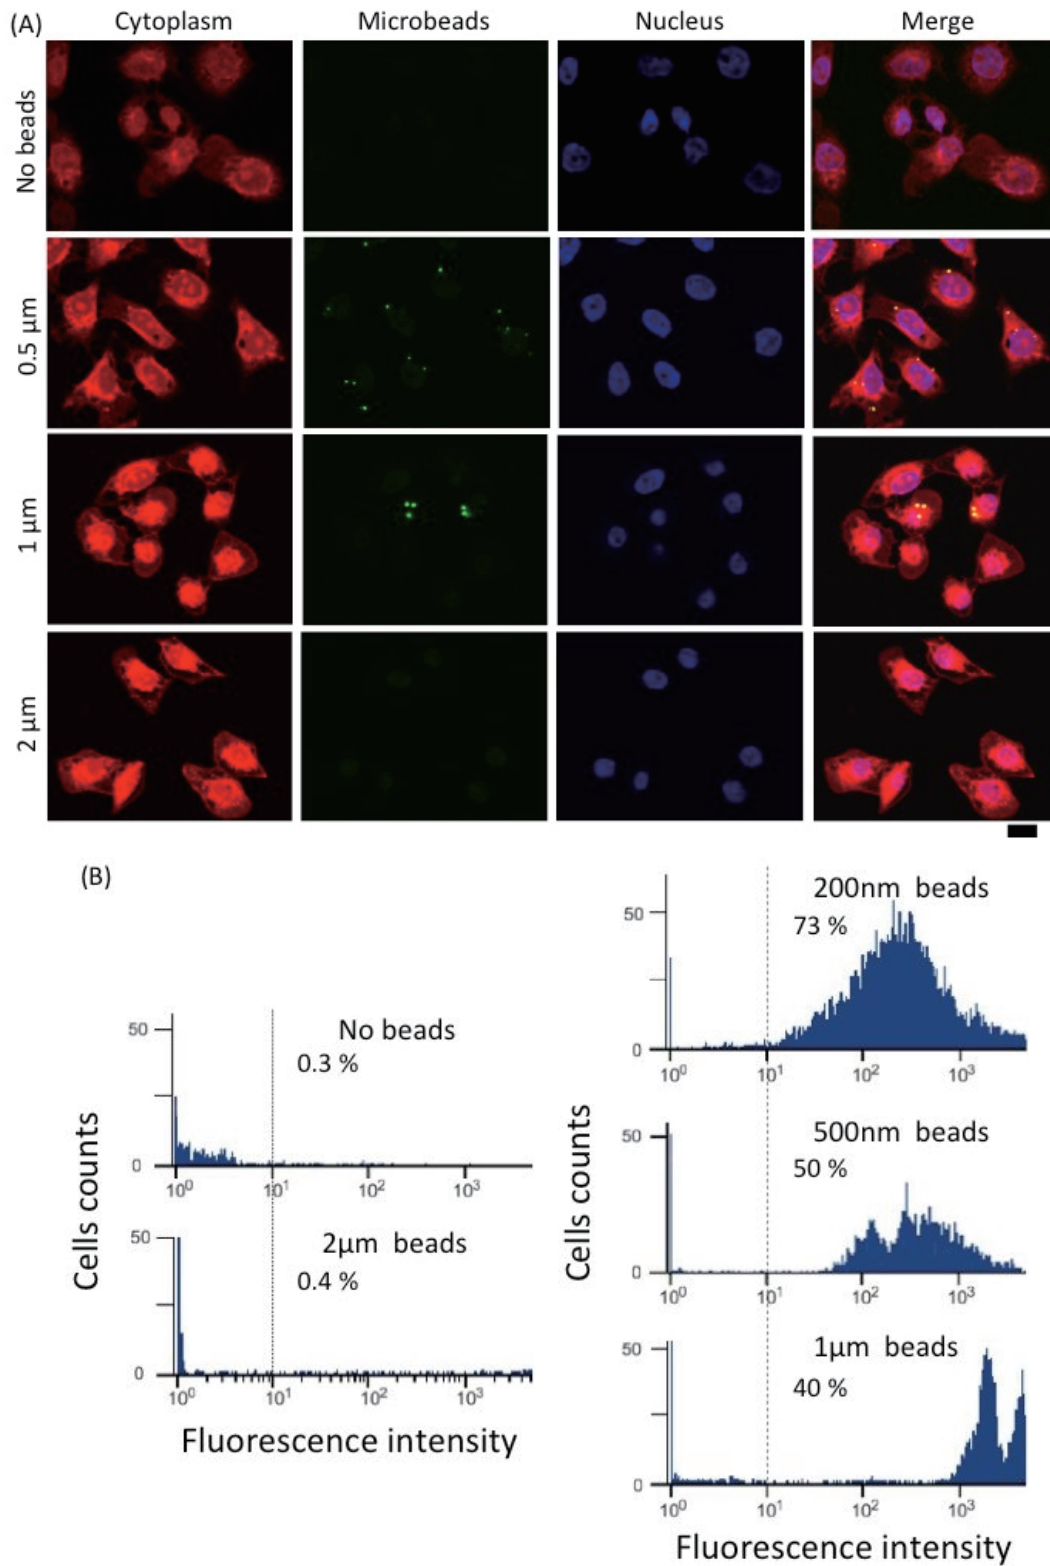 (A) Cytoplasm Microbeads Nucleus Merge
No beads
0.5 μm
1 μm
2 μm
(B)
No beads
0.3 %
50
0
10⁰ 10¹ 10² 10³
2μm beads
0.4 %
50
0
10⁰ 10¹ 10² 10³
Cells counts
Fluorescence intensity
200nm beads
73 %
50
0
10⁰ 10¹ 10² 10³
500nm beads
50 %
50
0
10⁰ 10¹ 10² 10³
1μm beads
40 %
50
0
10⁰ 10¹ 10² 10³
Cells counts
Fluorescence intensity